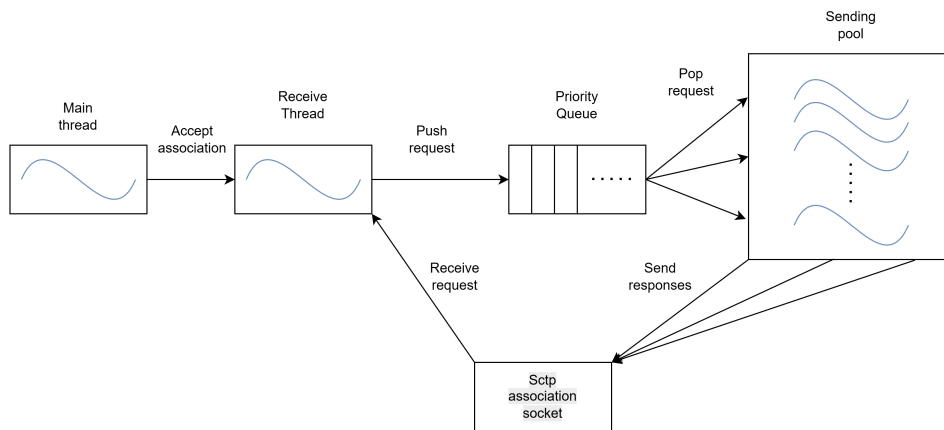 Sending
pool
Main
thread
Accept
association
Receive
Thread
Push
request
Priority
Queue
Pop
request
Receive
request
Send
responses
Sctp
association
socket